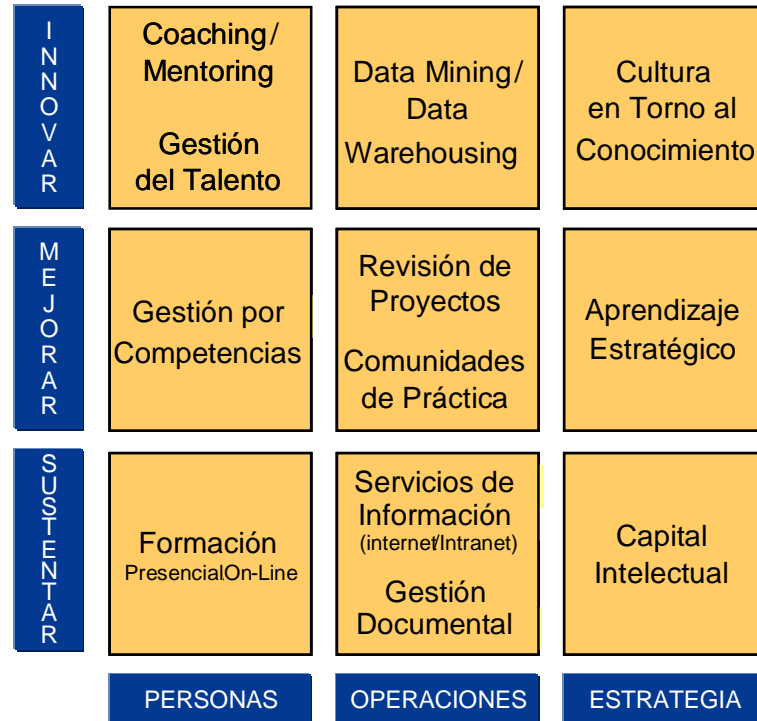 INNOVAR
Coaching/
Mentoring
Gestión
del Talento
Data Mining/
Data
Warehousing
Cultura
en Torno al
Conocimiento
MEJORAR
Gestión por
Competencias
Revisión de
Proyectos
Comunidades
de Práctica
Aprendizaje
Estratégico
SUSTENTAR
Formación
Presencial/On-Line
Servicios de
Información
(internet/Intranet)
Gestión
Documental
Capital
Intelectual
PERSONAS
OPERACIONES
ESTRATEGIA